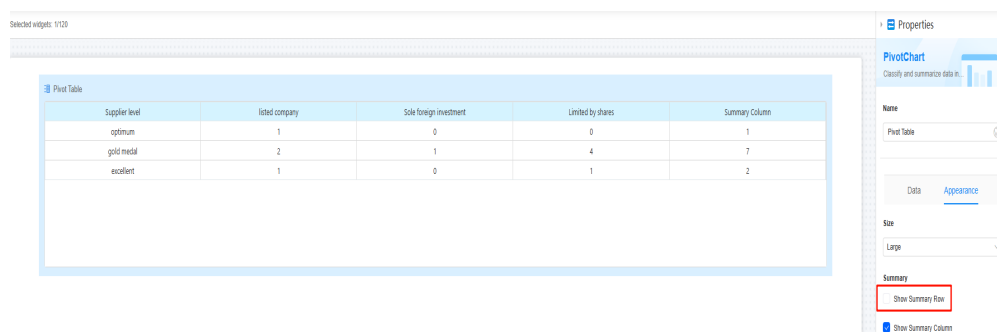 Selected widgets: 1/120
Properties
PivotChart
Classify and summarize data in...
Name
Pivot Table
Data Appearance
Size
Large
Summary
Show Summary Row
Show Summary Column
Pivot Table
Supplier level listed company Sole foreign investment Limited by shares Summary Column
optimum 1 0 0 1
gold medal 2 1 4 7
excellent 1 0 1 2